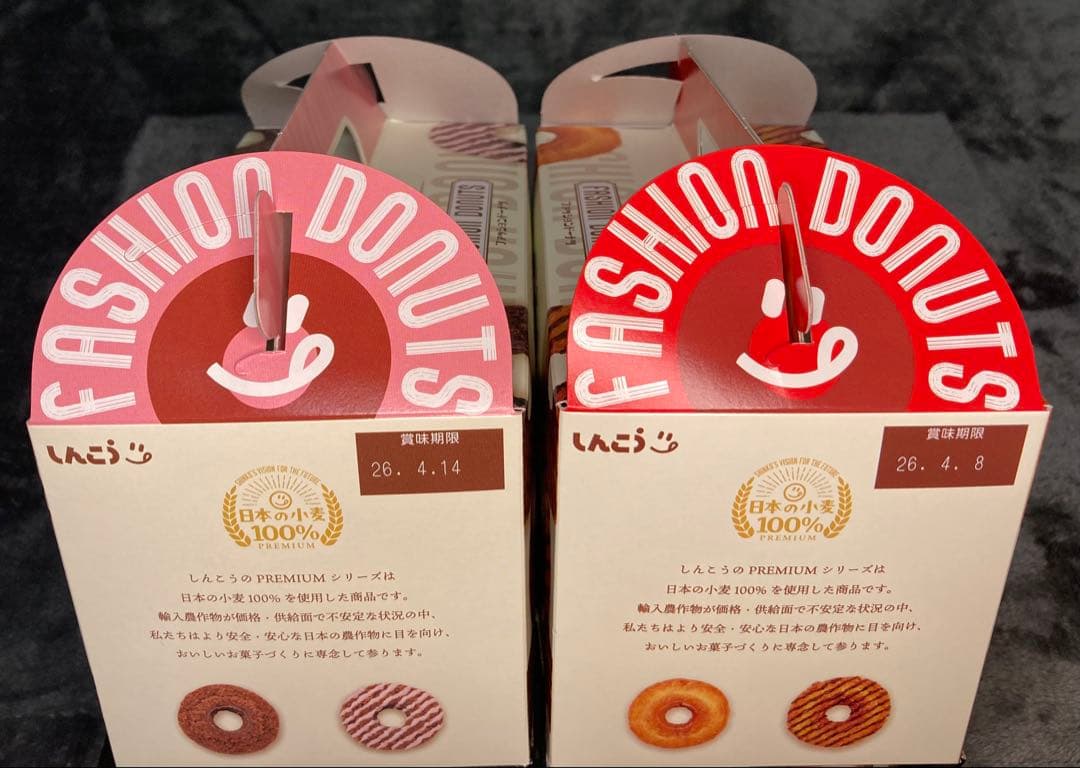 FASHION DONUTS
しんこう
賞味期限
26. 4.14
SHINKO'S VISION FOR THE FUTURE
日本の小麦
100%
PREMIUM
しんこうの PREMIUM シリーズは
日本の小麦 100% を使用した商品です。
輸入農作物が価格・供給面で不安定な状況の中、
私たちはより安全・安心な日本の農作物に目を向け、
おいしいお菓子づくりに専念して参ります。
FASHION DONUTS
しんこう
賞味期限
26. 4. 8
SHINKO'S VISION FOR THE FUTURE
日本の小麦
100%
PREMIUM
しんこうの PREMIUM シリーズは
日本の小麦 100% を使用した商品です。
輸入農作物が価格・供給面で不安定な状況の中、
私たちはより安全・安心な日本の農作物に目を向け、
おいしいお菓子づくりに専念して参ります。